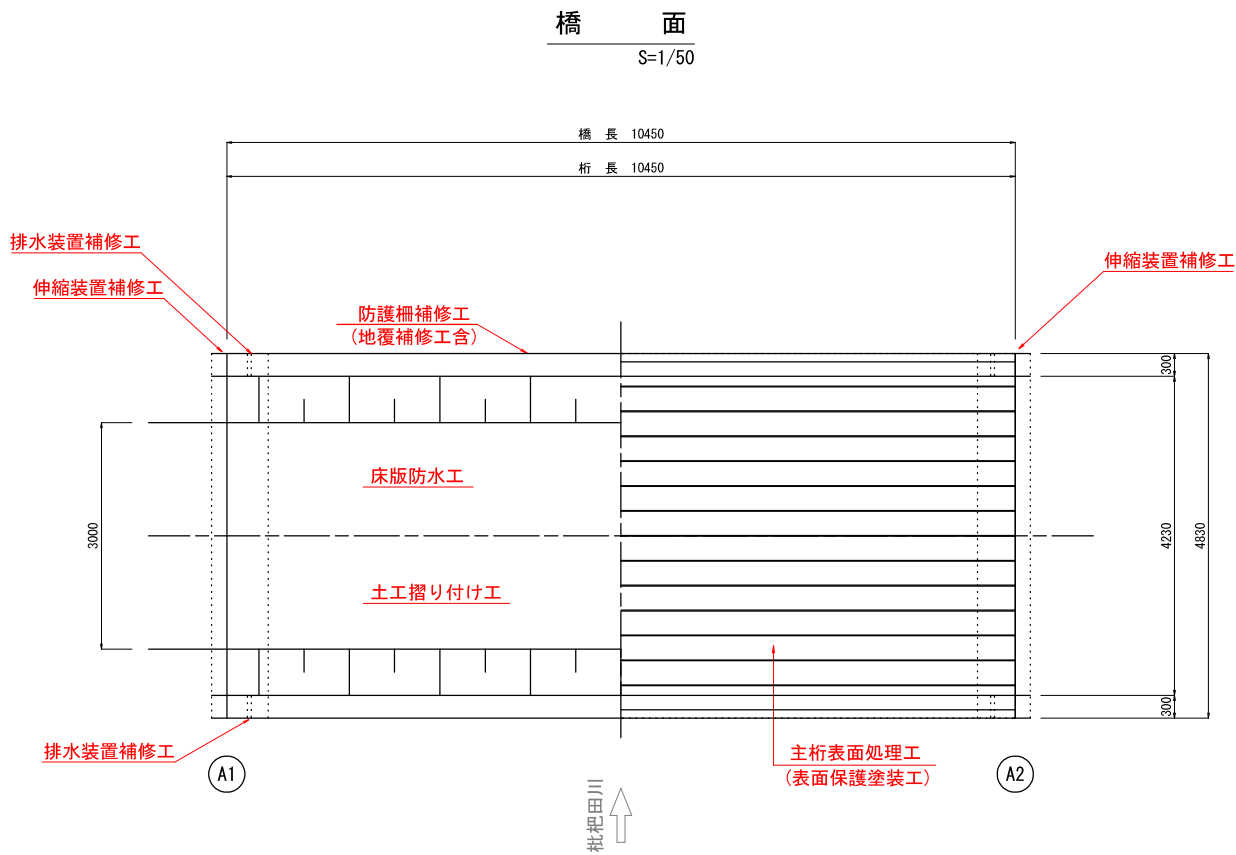 橋　面
S=1/50
橋 長 10450
桁 長 10450
排水装置補修工
伸縮装置補修工
防護柵補修工
(地覆補修工含)
伸縮装置補修工
300
床版防水工
3000
4230
4830
土工摺り付け工
300
排水装置補修工
主桁表面処理工
(表面保護塗装工)
A1
A2
枇杷田川